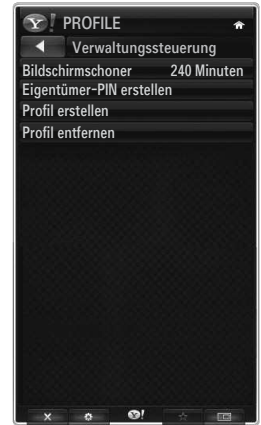 Y! PROFILE
Verwaltungssteuerung
Bildschirmschoner 240 Minuten
Eigentümer-PIN erstellen
Profil erstellen
Profil entfernen
Y!